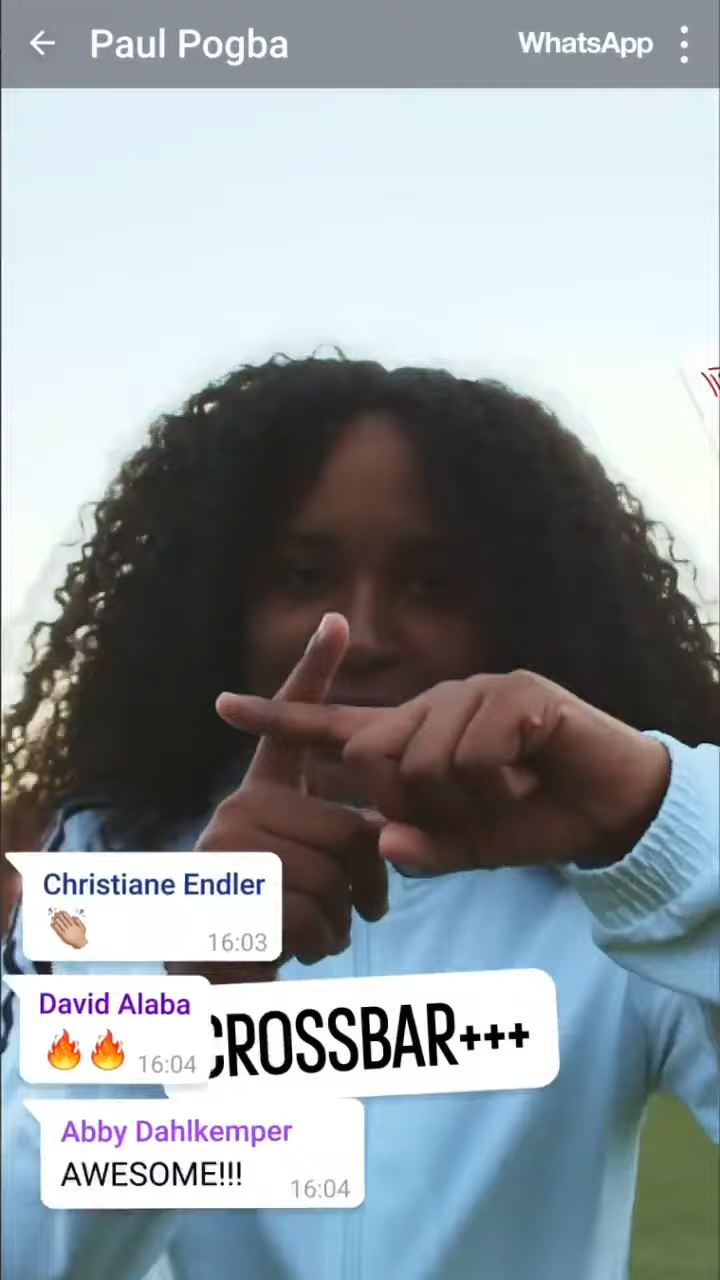 Paul Pogba
WhatsApp
Christiane Endler
👏🏼
16:03
David Alaba
🔥🔥 16:04
CROSSBAR+++
Abby Dahlkemper
AWESOME!!!
16:04